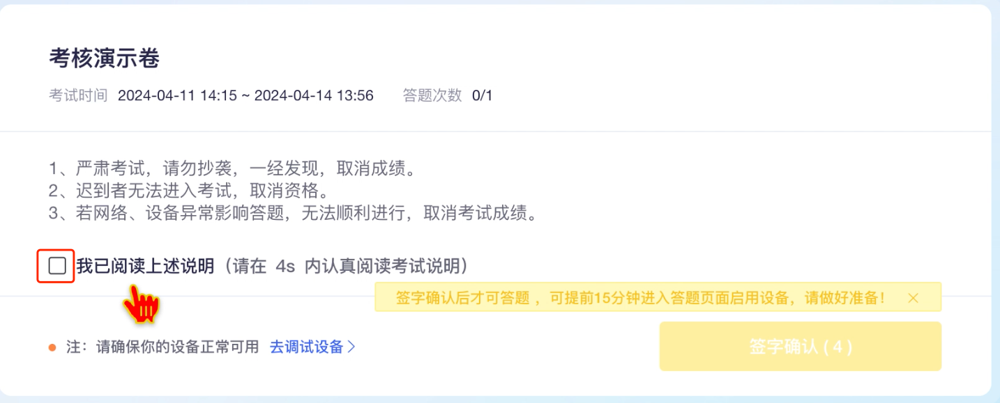 考核演示卷
考试时间 2024-04-11 14:15 ~ 2024-04-14 13:56 答题次数 0/1
1、严肃考试，请勿抄袭，一经发现，取消成绩。
2、迟到者无法进入考试，取消资格。
3、若网络、设备异常影响答题，无法顺利进行，取消考试成绩。
我已阅读上述说明（请在 4s 内认真阅读考试说明）
签字确认后才可答题 ，可提前15分钟进入答题页面启用设备，请做好准备！
注：请确保你的设备正常可用 去调试设备
签字确认 ( 4 )